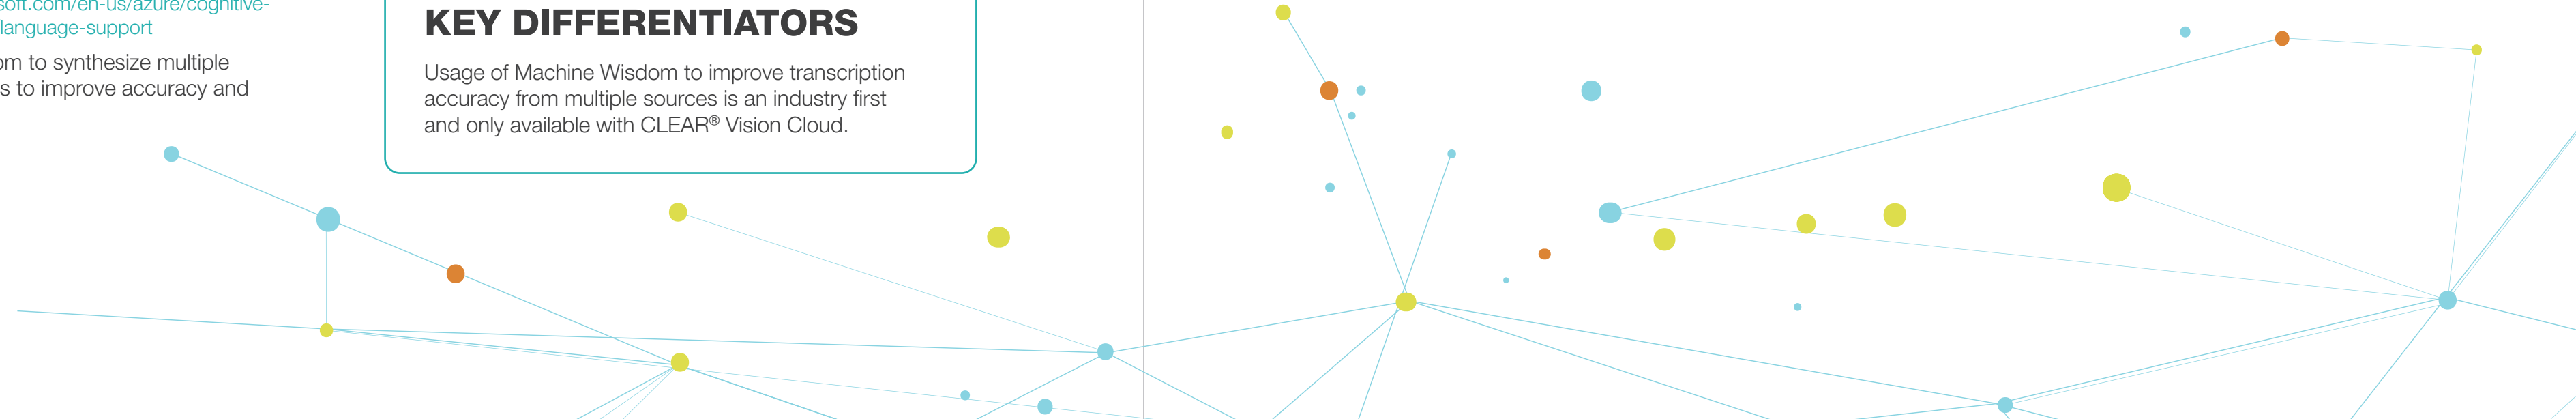 soft.com/en-us/azure/cognitive-
language-support
om to synthesize multiple
s to improve accuracy and
KEY DIFFERENTIATORS
Usage of Machine Wisdom to improve transcription
accuracy from multiple sources is an industry first
and only available with CLEAR® Vision Cloud.